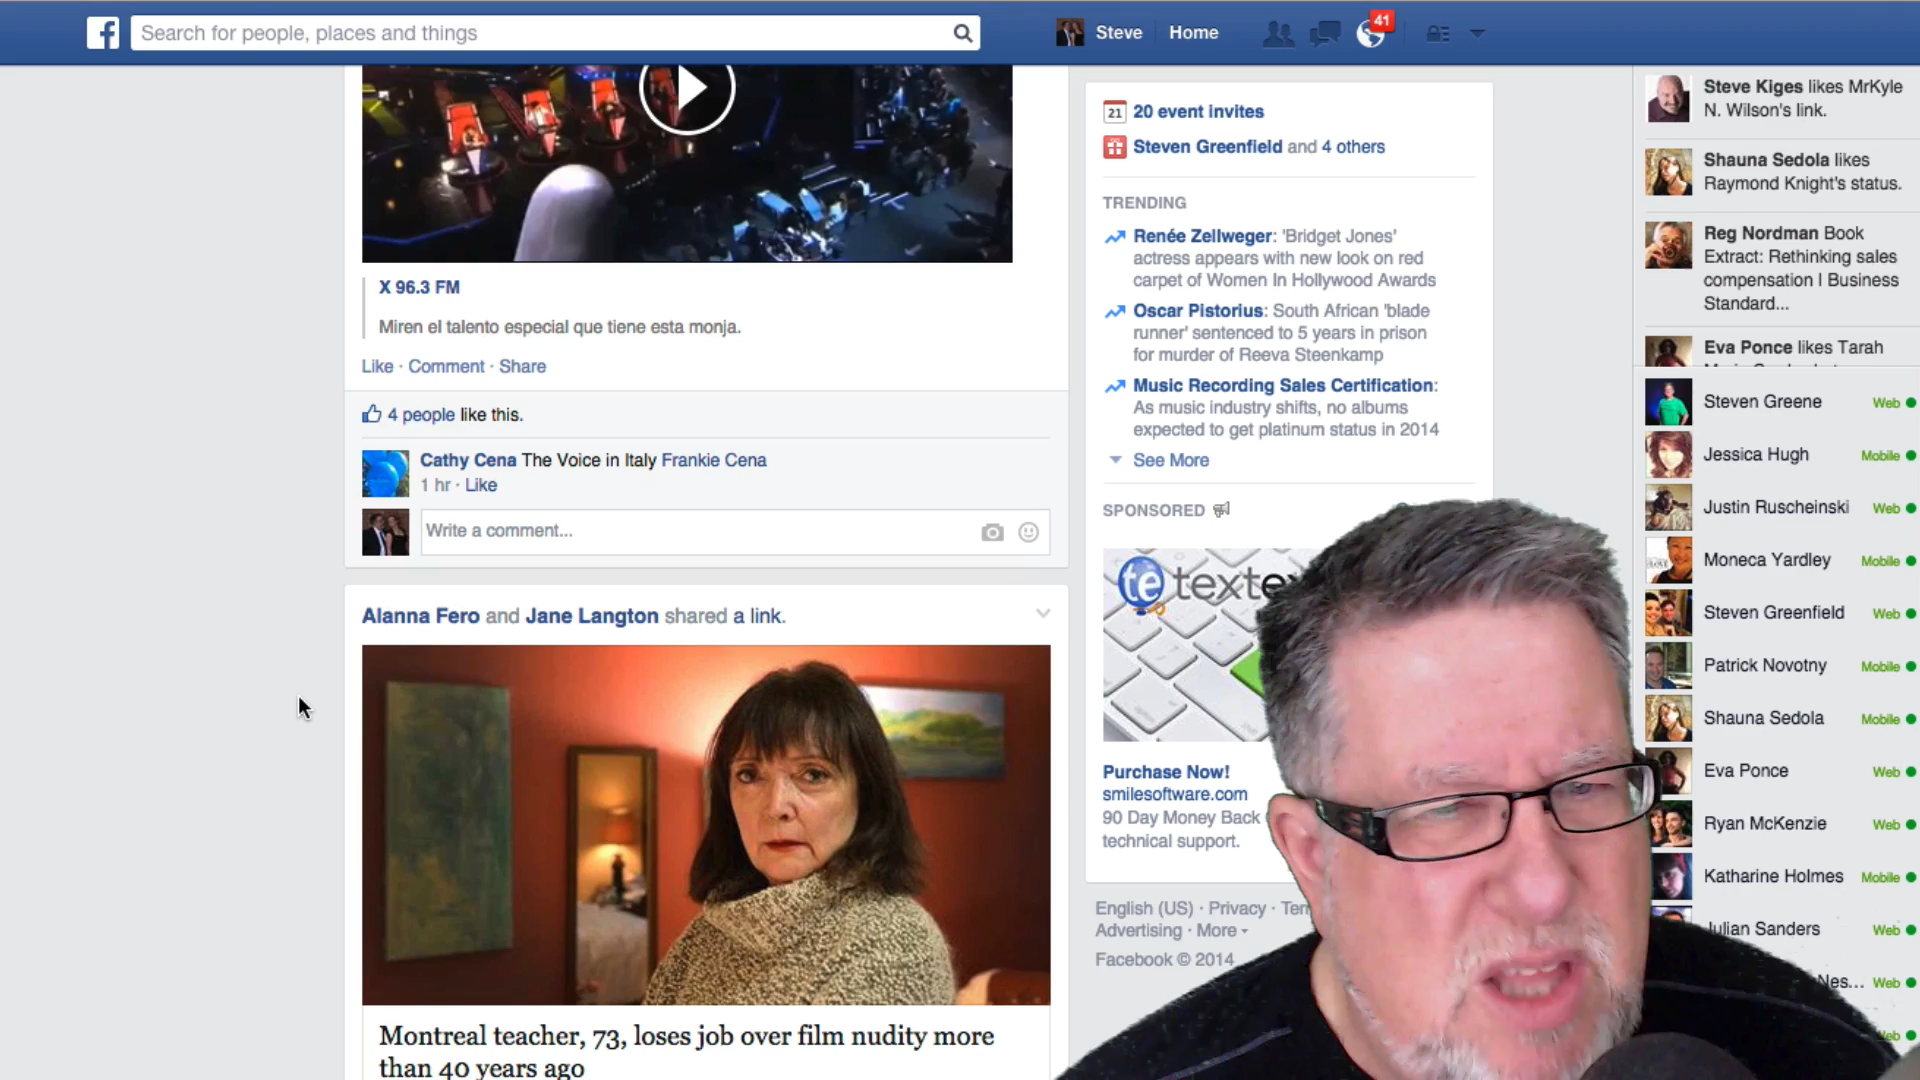 Search for people, places and things
Steve
Home
41
X 96.3 FM
Miren el talento especial que tiene esta monja.
Like · Comment · Share
4 people like this.
Cathy Cena The Voice in Italy Frankie Cena
1 hr · Like
Write a comment...
Alanna Fero and Jane Langton shared a link.
Montreal teacher, 73, loses job over film nudity more
than 40 years ago
21
20 event invites
Steven Greenfield and 4 others
TRENDING
Renée Zellweger: 'Bridget Jones'
actress appears with new look on red
carpet of Women In Hollywood Awards
Oscar Pistorius: South African 'blade
runner' sentenced to 5 years in prison
for murder of Reeva Steenkamp
Music Recording Sales Certification:
As music industry shifts, no albums
expected to get platinum status in 2014
See More
SPONSORED
te
Purchase Now!
smilesoftware.com
90 Day Money Back
technical support.
English (US) · Privacy ·
Advertising · More
Facebook © 2014
Steve Kiges likes MrKyle
N. Wilson's link.
Shauna Sedola likes
Raymond Knight's status.
Reg Nordman Book
Extract: Rethinking sales
compensation | Business
Standard...
Eva Ponce likes Tarah
Steven Greene Web
Jessica Hugh Mobile
Justin Ruscheinski Web
Moneca Yardley Mobile
Steven Greenfield Web
Patrick Novotny Mobile
Shauna Sedola Mobile
Eva Ponce Web
Ryan McKenzie Web
Katharine Holmes Mobile
Julian Sanders Web
Nes... Web
Web